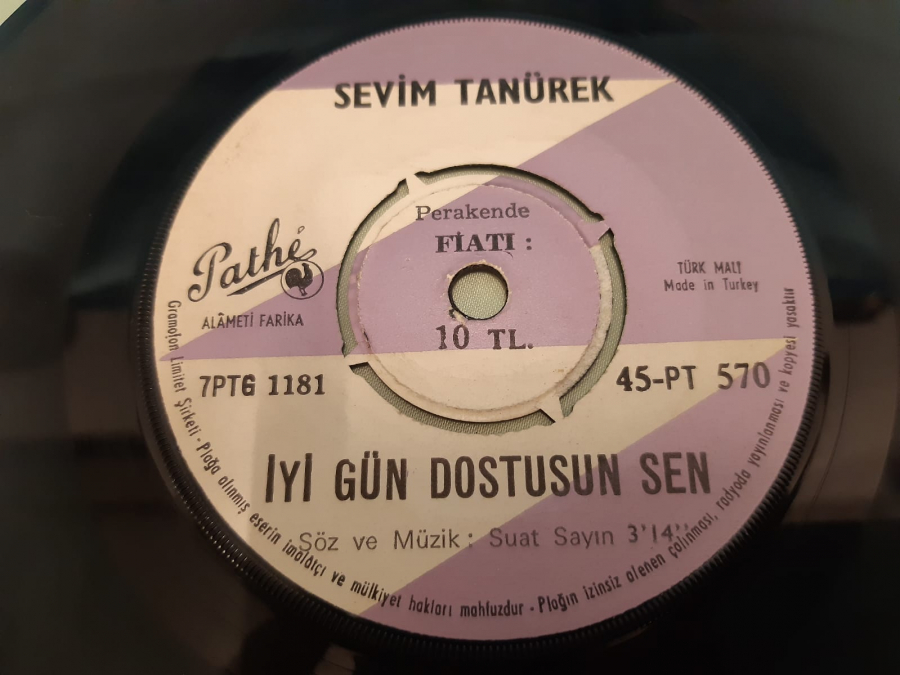 SEVİM TANÜREK
Perakende
FİATI :
10 TL.
Pathé
ALÂMETİ FARİKA
TÜRK MALI
Made in Turkey
7PTG 1181
45-PT 570
İYİ GÜN DOSTUSUN SEN
Söz ve Müzik: Suat Sayın 3'14''
Gramofon Limitet Şirketi - Plağa alınmış eserin imalâtçı ve mülkiyet hakları mahfuzdur - Plağın izinsiz alenen çalınması, radyoda yayınlanması ve kopyesi yasaktır